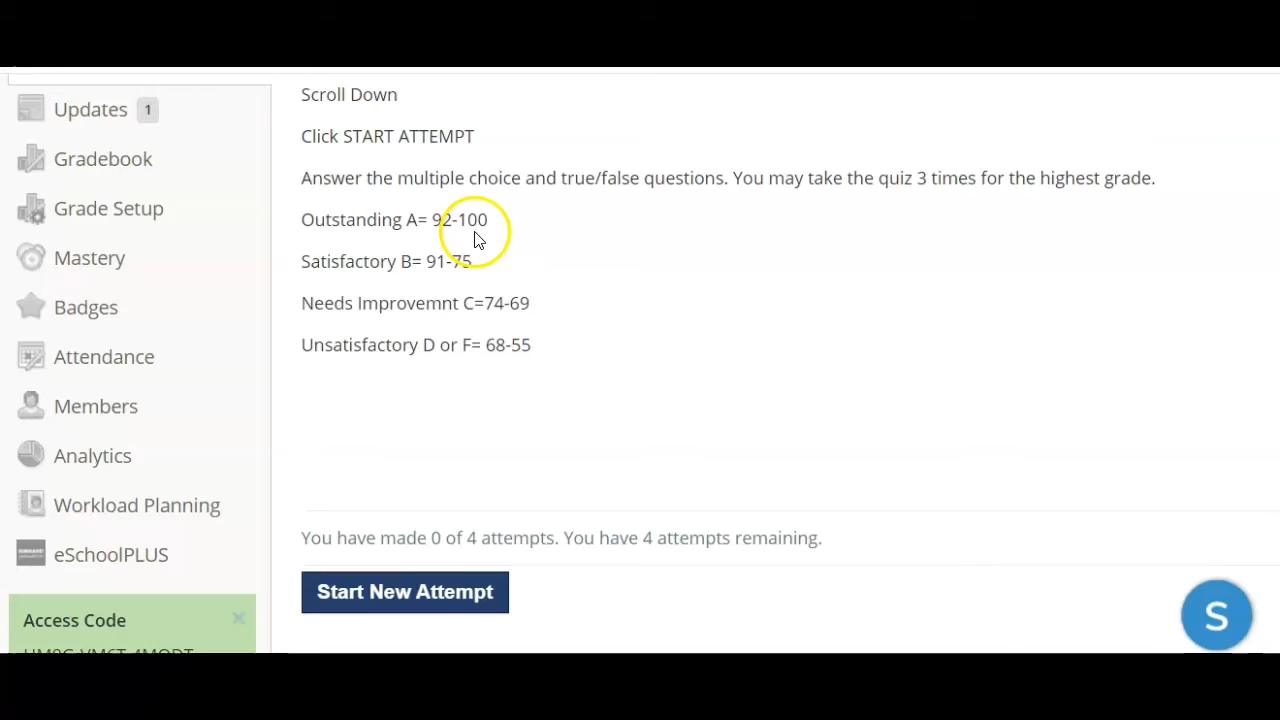 Scroll Down
Click START ATTEMPT
Answer the multiple choice and true/false questions. You may take the quiz 3 times for the highest grade.
Outstanding A= 92-100
Satisfactory B= 91-75
Needs Improvemnt C=74-69
Unsatisfactory D or F= 68-55
You have made 0 of 4 attempts. You have 4 attempts remaining.
Start New Attempt
Updates 1
Gradebook
Grade Setup
Mastery
Badges
Attendance
Members
Analytics
Workload Planning
eSchoolPLUS
Access Code
S